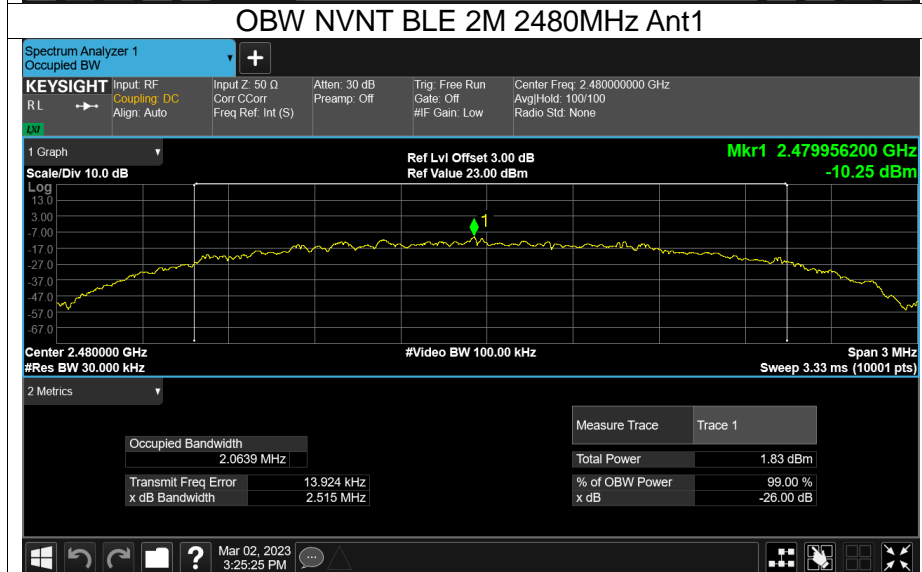 OBW NVNT BLE 2M 2480MHz Ant1
Spectrum Analyzer 1
Occupied BW
+
KEYSIGHT Input: RF Input Z: 50 Ω Atten: 30 dB Trig: Free Run Center Freq: 2.480000000 GHz
R L Coupling: DC Corr CCorr Preamp: Off Gate: Off Avg|Hold: 100/100
Align: Auto Freq Ref: Int (S) #IF Gain: Low Radio Std: None
LXI
1 Graph Ref Lvl Offset 3.00 dB Mkr1 2.479956200 GHz
Scale/Div 10.0 dB Ref Value 23.00 dBm -10.25 dBm
Log
13.0
3.00
1
-7.00
-17.0
-27.0
-37.0
-47.0
-57.0
-67.0
Center 2.480000 GHz #Video BW 100.00 kHz Span 3 MHz
#Res BW 30.000 kHz Sweep 3.33 ms (10001 pts)
2 Metrics
Measure Trace Trace 1
Occupied Bandwidth
2.0639 MHz Total Power 1.83 dBm
Transmit Freq Error 13.924 kHz % of OBW Power 99.00 %
x dB Bandwidth 2.515 MHz x dB -26.00 dB
? Mar 02, 2023
3:25:25 PM